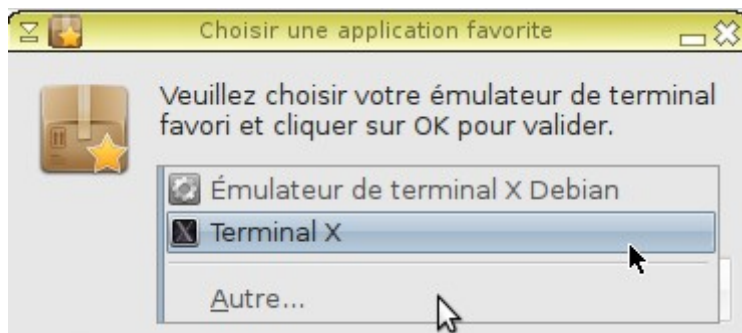 Choisir une application favorite
Veuillez choisir votre émulateur de terminal
favori et cliquer sur OK pour valider.
Émulateur de terminal X Debian
Terminal X
Autre...